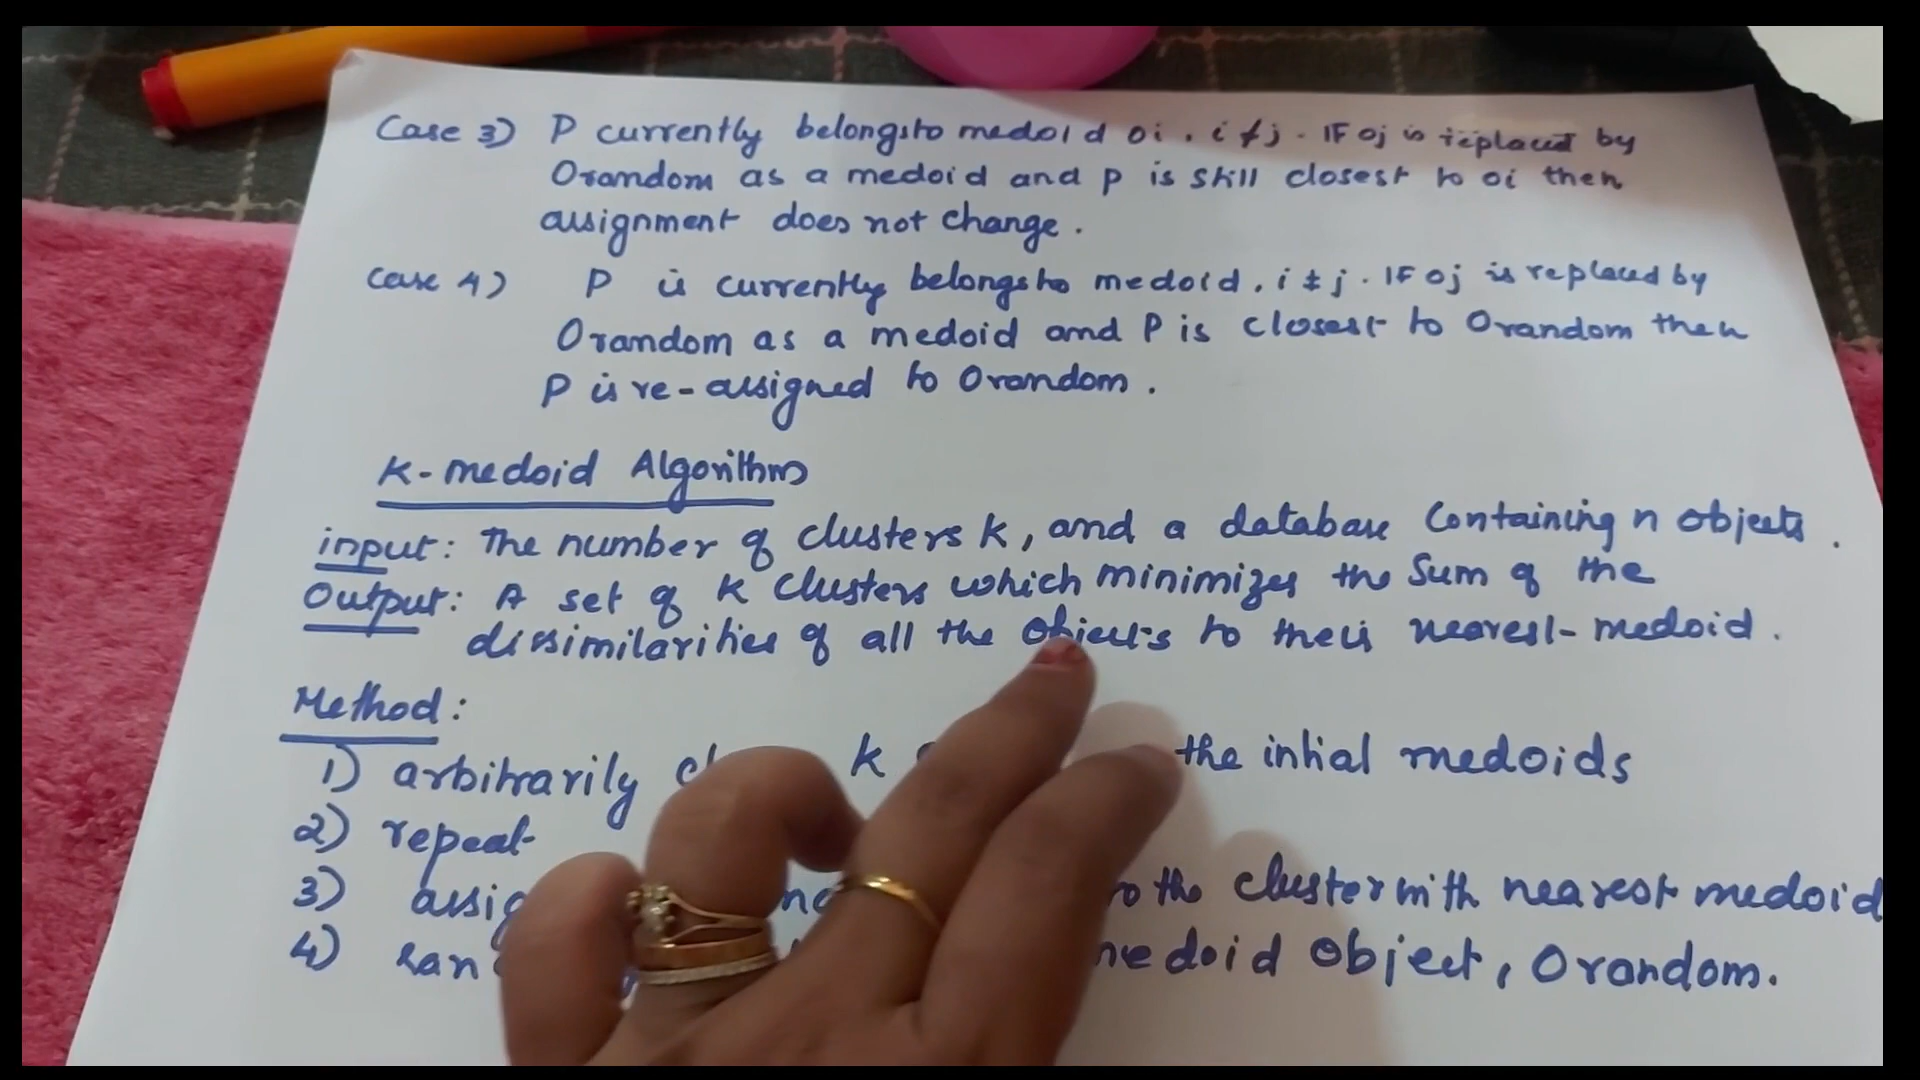 Case 3) P currently belongsto medoid oi, i ≠ j. IF oj is replaced by
Orandom as a medoid and p is still closest to oi then
assignment does not change.
Case 4) P is currently belongsto medoid, i ≠ j. IF oj is replaced by
Orandom as a medoid and P is closest to Orandom then
P is re-assigned to Orandom.
K-medoid Algorithm
input: The number of clusters K, and a database containing n objects.
Output: A set of K clusters which minimizes the Sum of the
dissimilarities of all the objects to their nearest-medoid.
Method:
1) arbitrarily K the initial medoids
2) repeat
3) the cluster with nearest medoid
4) object, Orandom.